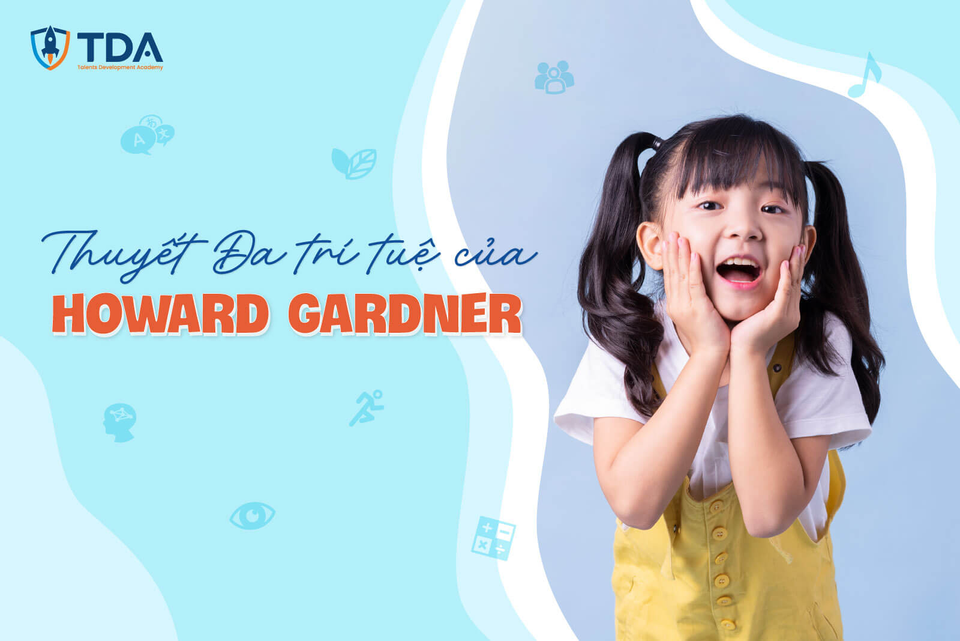 TDA
Talents Development Academy
Thuyết Đa trí tuệ của
HOWARD GARDNER